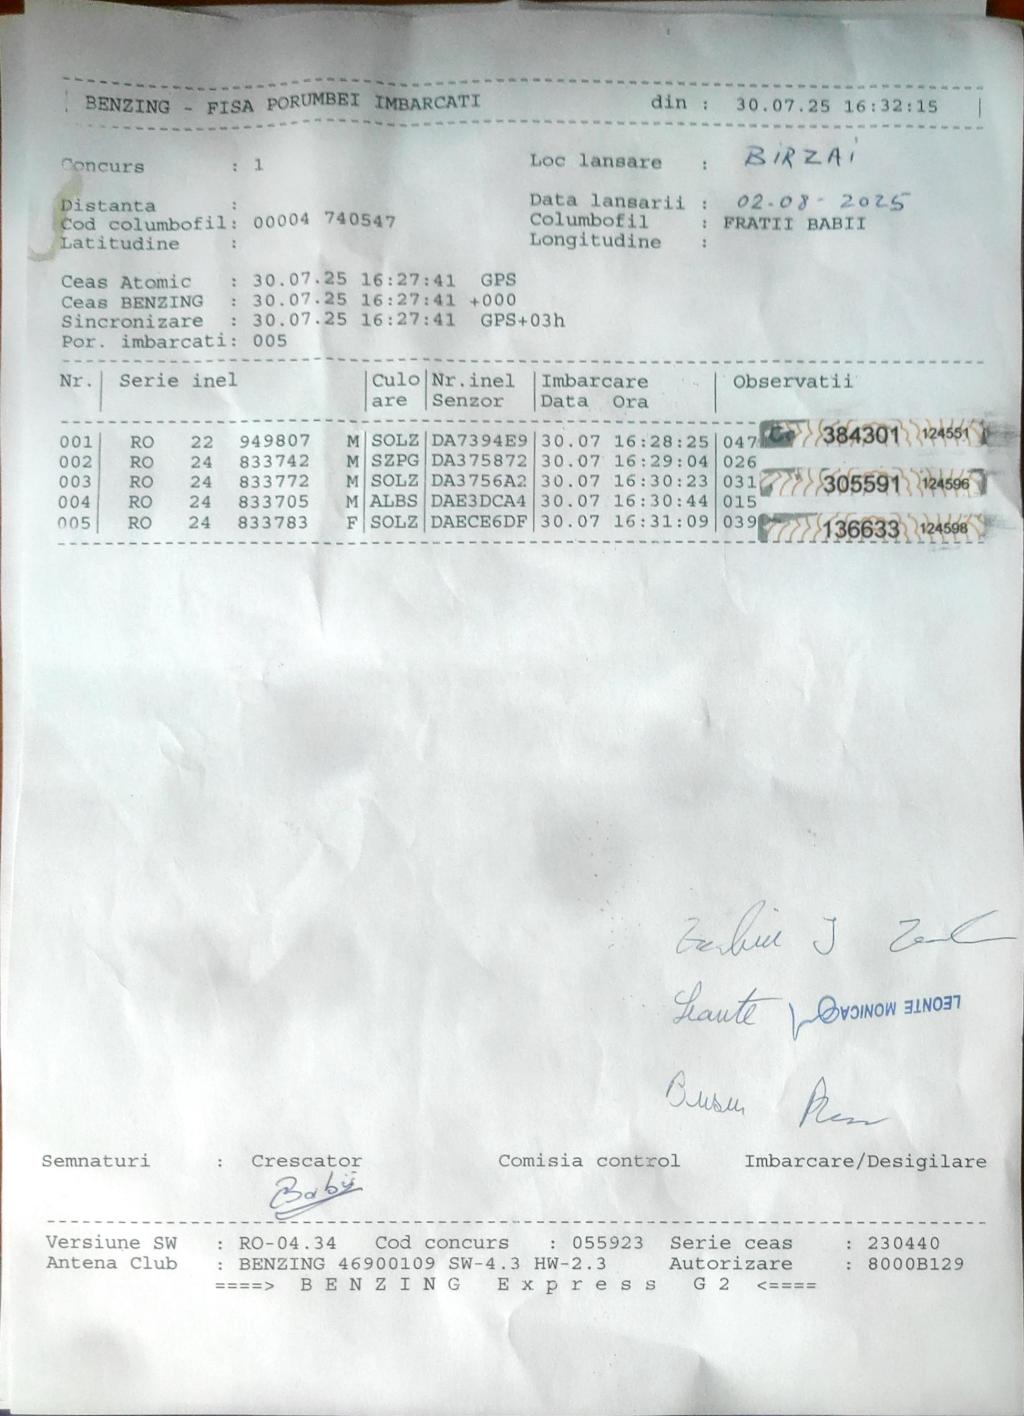 BENZING - FISA PORUMBEI IMBARCATI din : 30.07.25 16:32:15
Concurs : 1 Loc lansare : BIRZAI
Distanta : Data lansarii : 02-08-2025
Cod columbofil: 00004 740547 Columbofil : FRATII BABII
Latitudine : Longitudine :
Ceas Atomic : 30.07.25 16:27:41 GPS
Ceas BENZING : 30.07.25 16:27:41 +000
Sincronizare : 30.07.25 16:27:41 GPS+03h
Por. imbarcati: 005
Nr. | Serie inel | Culo | Nr.inel | Imbarcare | Observatii
are | Senzor | Data Ora
001 | RO 22 949807 M | SOLZ | DA7394E9 | 30.07 16:28:25 | 047 384301 124551
002 | RO 24 833742 M | SZPG | DA375872 | 30.07 16:29:04 | 026
003 | RO 24 833772 M | SOLZ | DA3756A2 | 30.07 16:30:23 | 031 305591 124596
004 | RO 24 833705 M | ALBS | DAE3DCA4 | 30.07 16:30:44 | 015
005 | RO 24 833783 F | SOLZ | DAECE6DF | 30.07 16:31:09 | 039 136633 124598
LEONTE MONICA
Semnaturi : Crescator Comisia control Imbarcare/Desigilare
Babii
Versiune SW : RO-04.34 Cod concurs : 055923 Serie ceas : 230440
Antena Club : BENZING 46900109 SW-4.3 HW-2.3 Autorizare : 8000B129
====> B E N Z I N G E x p r e s s G 2 <====